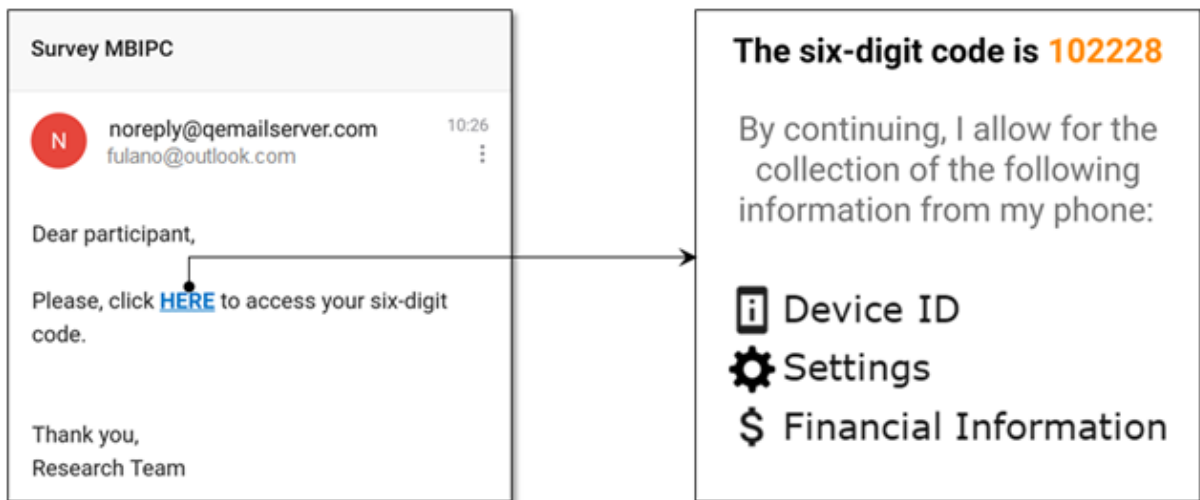 Survey MBIPC
N
noreply@qemailserver.com
10:26
fulano@outlook.com
Dear participant,
Please, click HERE to access your six-digit
code.
Thank you,
Research Team
The six-digit code is 102228
By continuing, I allow for the
collection of the following
information from my phone:
Device ID
Settings
$ Financial Information